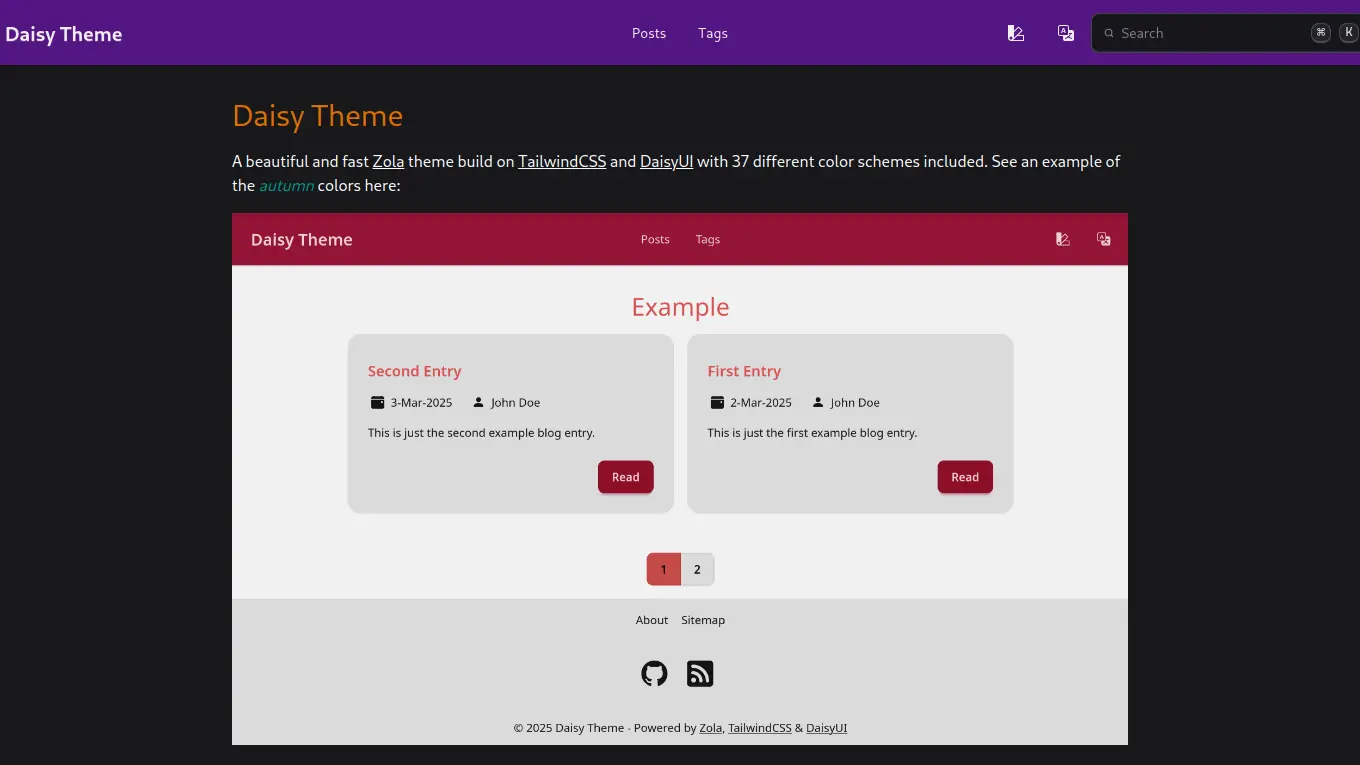 Daisy Theme Posts Tags Search ⌘ K
Daisy Theme
A beautiful and fast Zola theme build on TailwindCSS and DaisyUI with 37 different color schemes included. See an example of
the autumn colors here:
Daisy Theme Posts Tags
Example
Second Entry
3-Mar-2025 John Doe
This is just the second example blog entry.
Read
First Entry
2-Mar-2025 John Doe
This is just the first example blog entry.
Read
1 2
About Sitemap
© 2025 Daisy Theme - Powered by Zola, TailwindCSS & DaisyUI